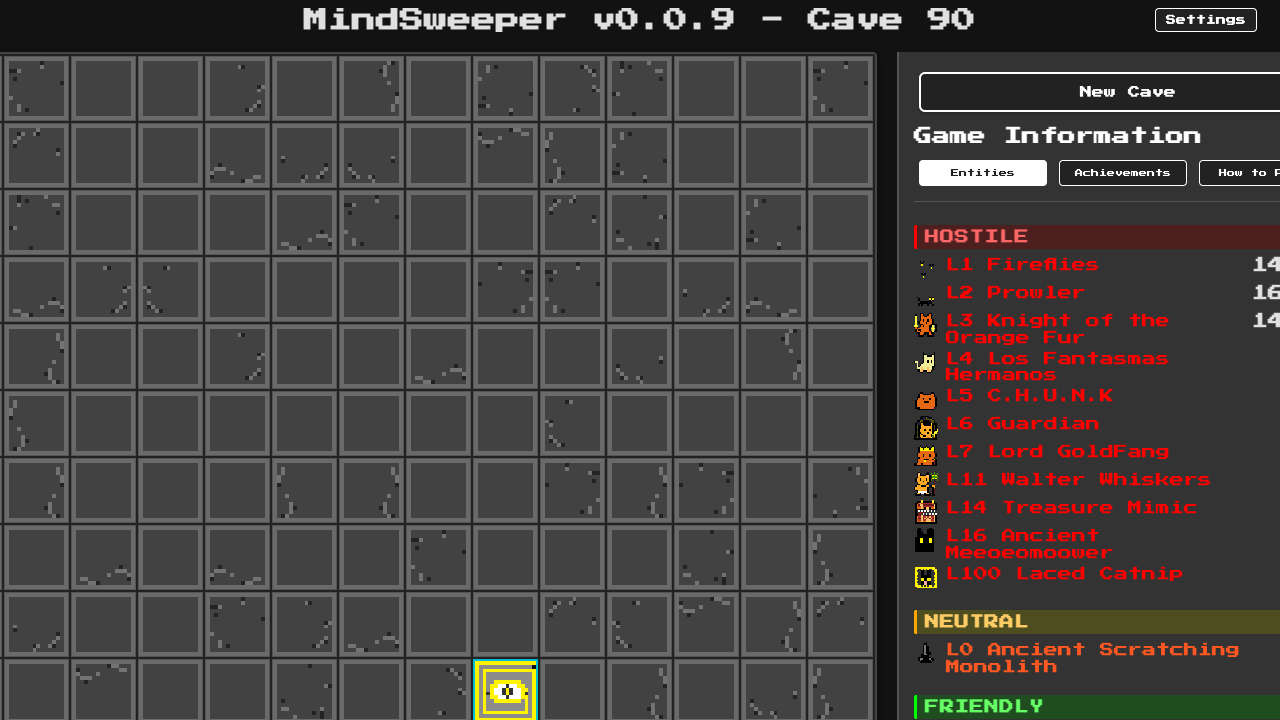 MindSweeper v0.0.9 - Cave 90
Settings
New Cave
Game Information
Entities
Achievements
How to
HOSTILE
L1 Fireflies 14
L2 Prowler 16
L3 Knight of the 14
Orange Fur
L4 Los Fantasmas
Hermanos
L5 C.H.U.N.K
L6 Guardian
L7 Lord GoldFang
L11 Walter Whiskers
L14 Treasure Mimic
L16 Ancient
Meeoeomoower
L100 Laced Catnip
NEUTRAL
L0 Ancient Scratching
Monolith
FRIENDLY